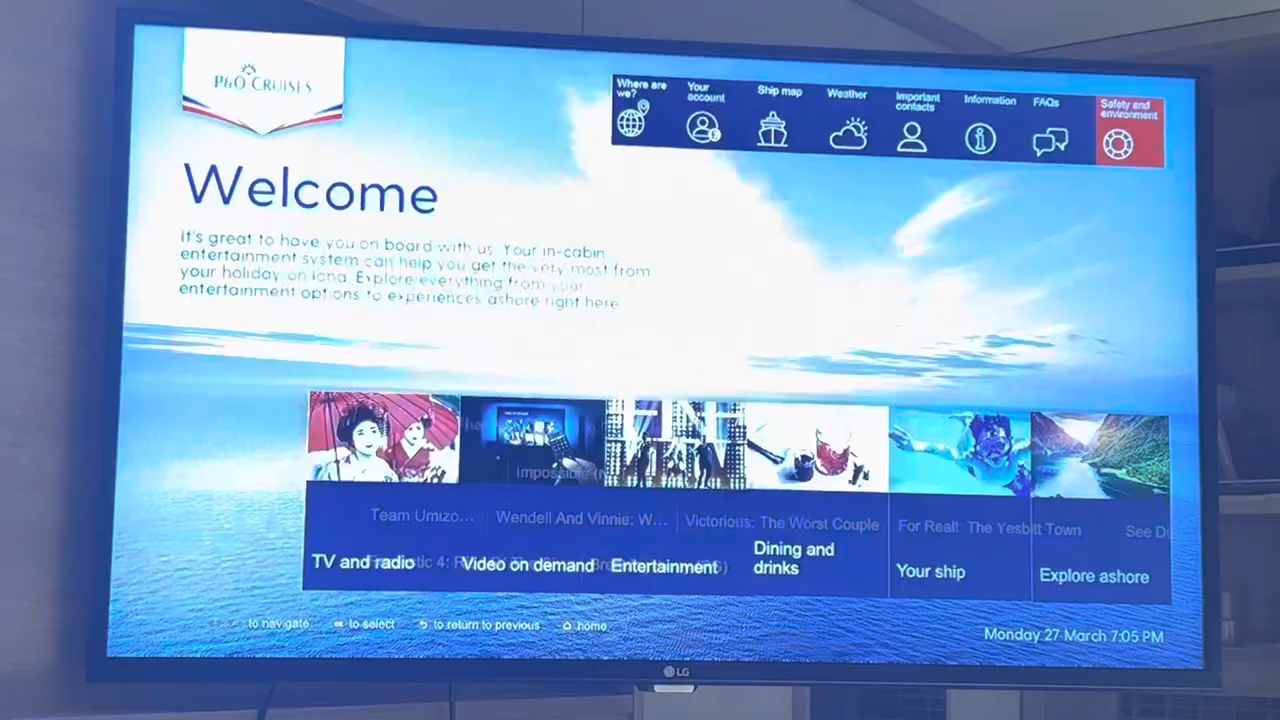 P&O CRUISES
Where are we?
Your account
Ship map
Weather
Important contacts
Information
FAQs
Safety and environment
Welcome
It's great to have you on board with us. Your in-cabin
entertainment system can help you get the very most from
your holiday on land. Explore everything from your
entertainment options to experiences ashore right here.
Impossible
Team Umizo...
Wendell And Vinnie: W...
Victorious: The Worst Couple
For Real!: The Yesbitt Town
See D
TV and radio
Video on demand
Entertainment
Dining and drinks
Your ship
Explore ashore
to navigate
OK to select
to return to previous
home
Monday 27 March 7:05 PM
LG